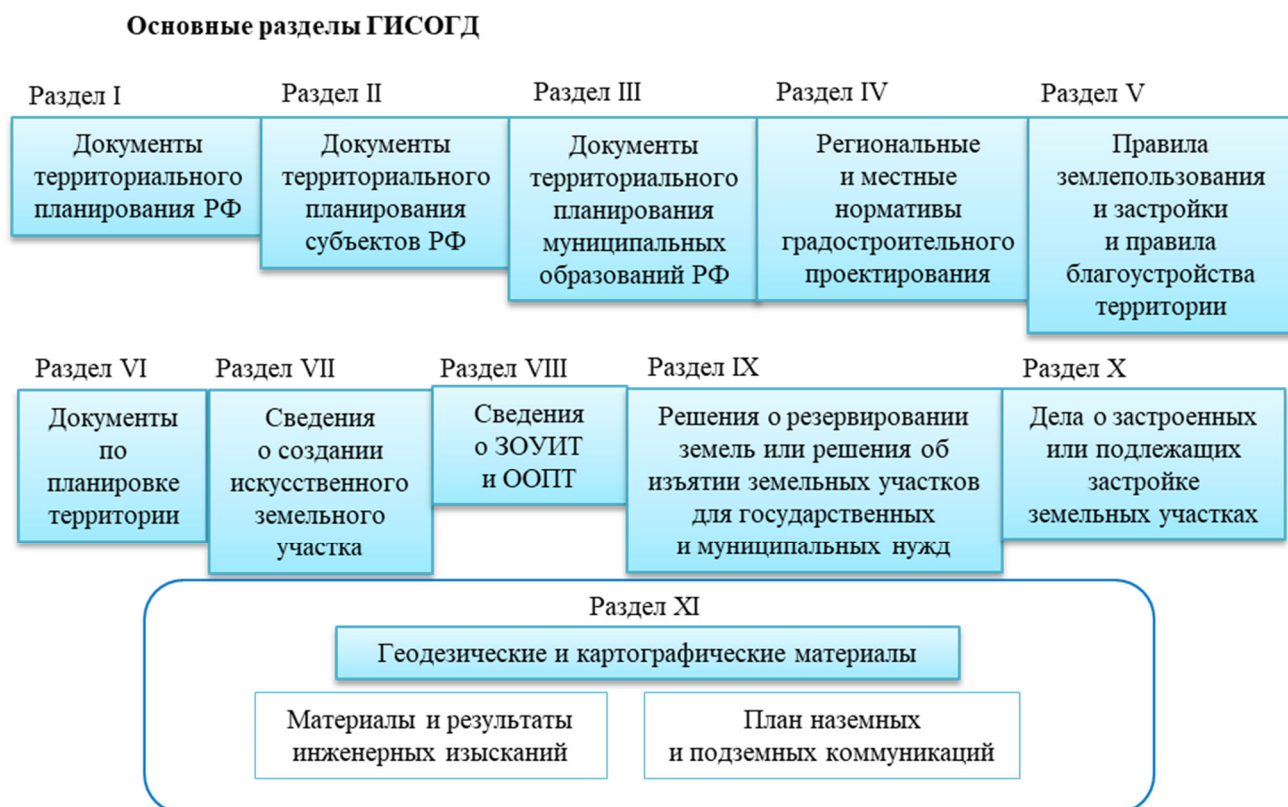 Основные разделы ГИСОГД
Раздел I
Документы
территориального
планирования РФ
Раздел II
Документы
территориального
планирования
субъектов РФ
Раздел III
Документы
территориального
планирования
муниципальных
образований РФ
Раздел IV
Региональные
и местные
нормативы
градостроительного
проектирования
Раздел V
Правила
землепользования
и застройки
и правила
благоустройства
территории
Раздел VI
Документы
по
планировке
территории
Раздел VII
Сведения
о создании
искусственного
земельного
участка
Раздел VIII
Сведения
о ЗОУИТ
и ООПТ
Раздел IX
Решения о резервировании
земель или решения об
изъятии земельных участков
для государственных
и муниципальных нужд
Раздел X
Дела о застроенных
или подлежащих
застройке
земельных участках
Раздел XI
Геодезические и картографические материалы
Материалы и результаты
инженерных изысканий
План наземных
и подземных коммуникаций